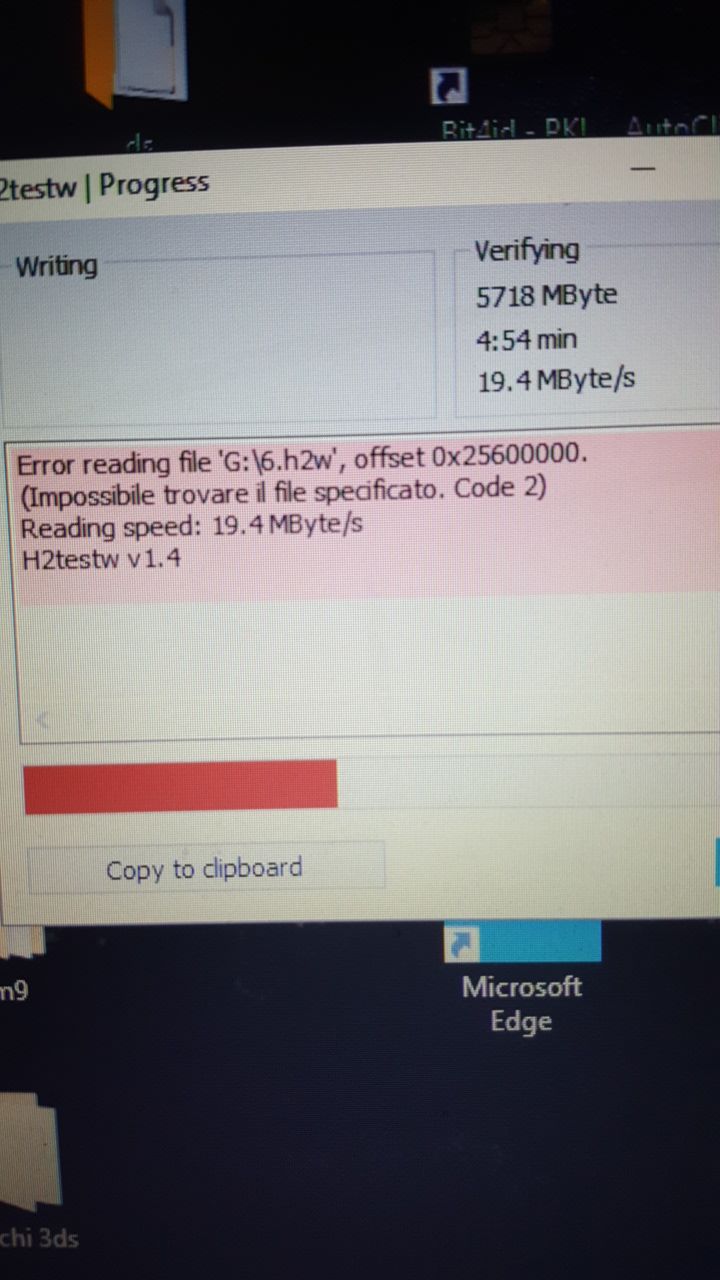 ds
Bit4id - PKI
2testw | Progress
Writing
Verifying
5718 MByte
4:54 min
19.4 MByte/s
Error reading file 'G:\6.h2w', offset 0x25600000.
(Impossibile trovare il file specificato. Code 2)
Reading speed: 19.4 MByte/s
H2testw v1.4
Copy to clipboard
m9
Microsoft
Edge
chi 3ds